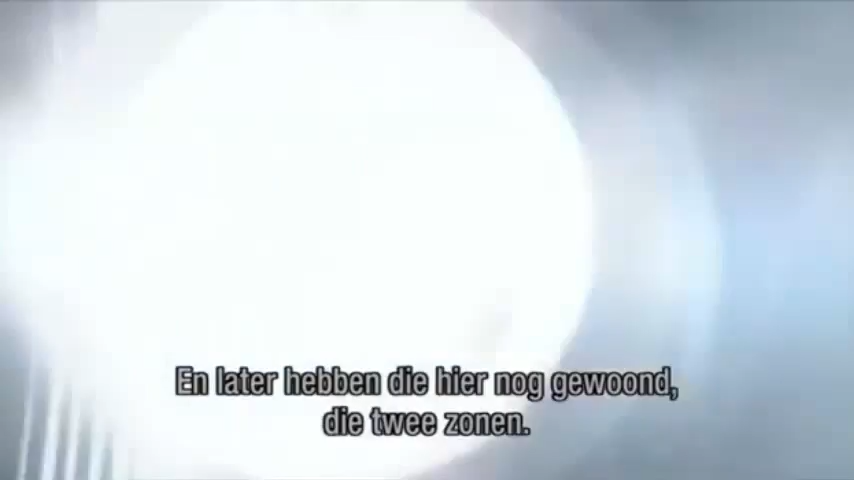 En later hebben die hier nog gewoond,
die twee zonen.